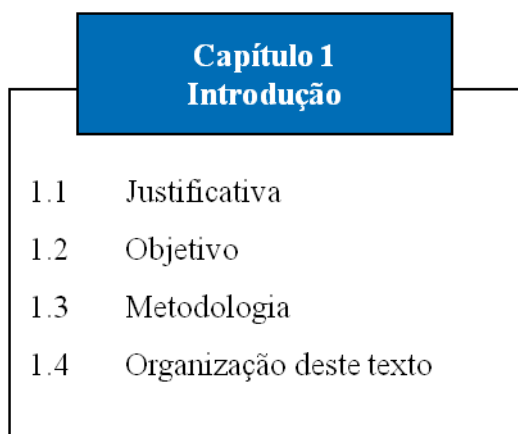 Capítulo 1
Introdução
1.1 Justificativa
1.2 Objetivo
1.3 Metodologia
1.4 Organização deste texto